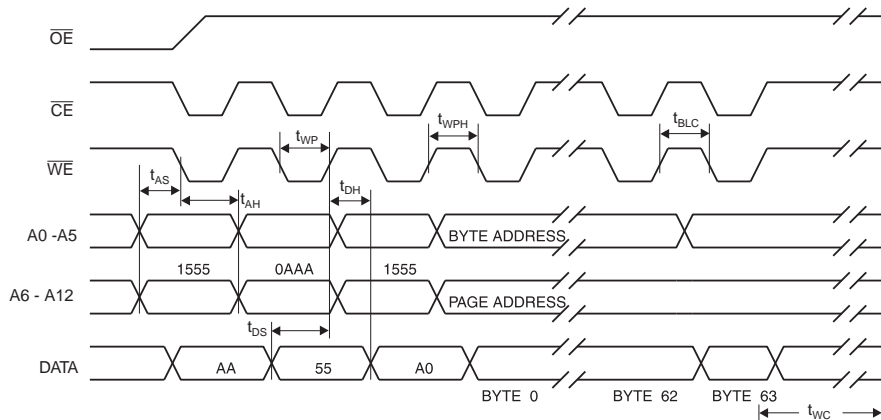 OE
CE
tWP
tWPH
tBLC
WE
tAS
tAH
tDH
A0 -A5
BYTE ADDRESS
1555
0AAA
1555
A6 - A12
PAGE ADDRESS
tDS
DATA
AA
55
A0
BYTE 0
BYTE 62
BYTE 63
tWC